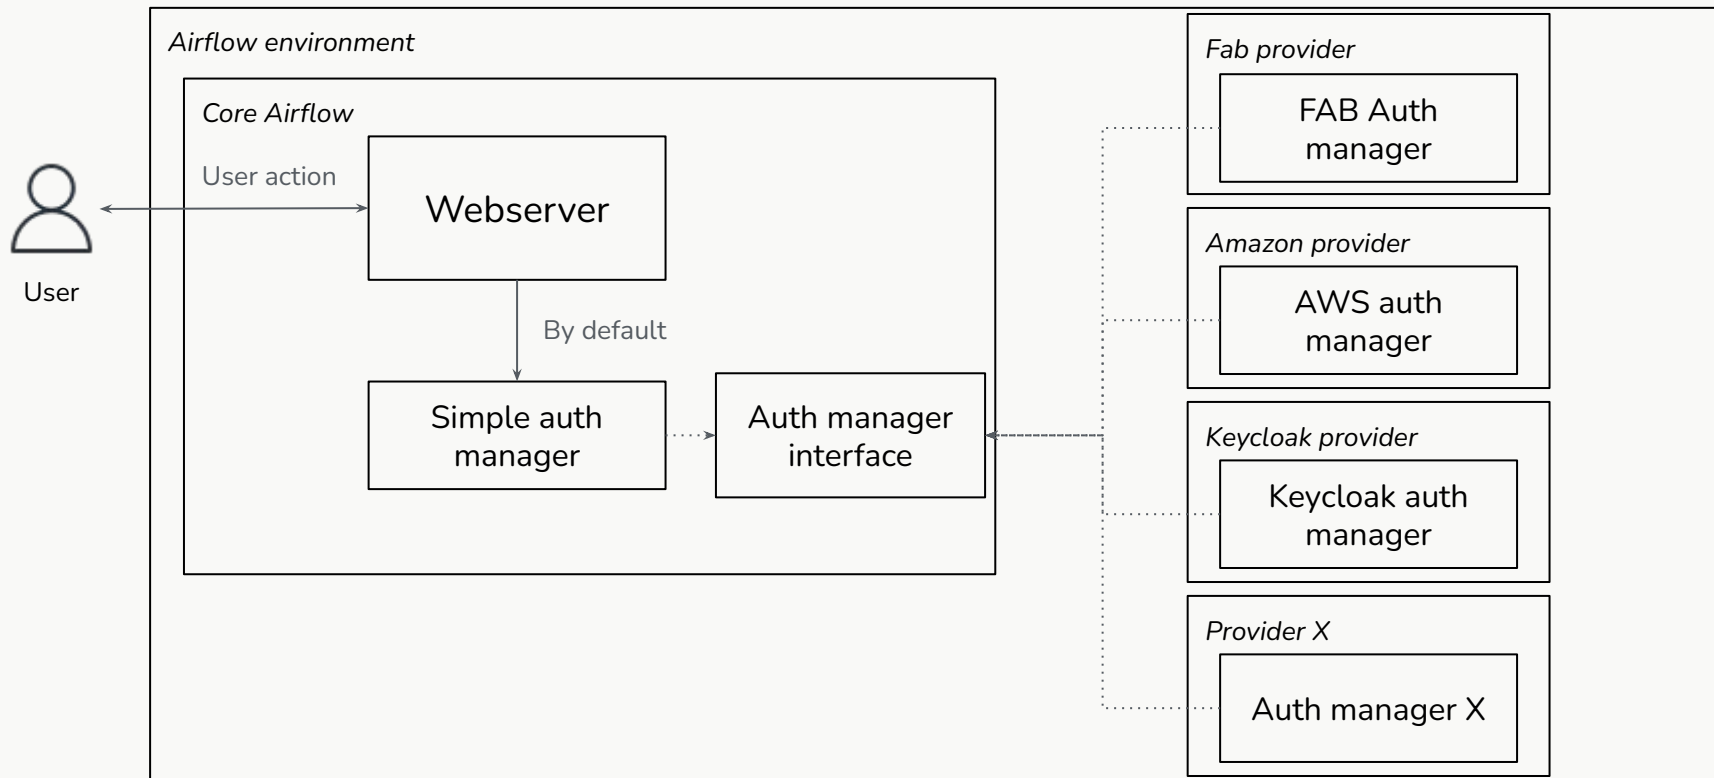 Airflow environment
Core Airflow
User action
Webserver
User
By default
Simple auth
manager
Auth manager
interface
Fab provider
FAB Auth
manager
Amazon provider
AWS auth
manager
Keycloak provider
Keycloak auth
manager
Provider X
Auth manager X